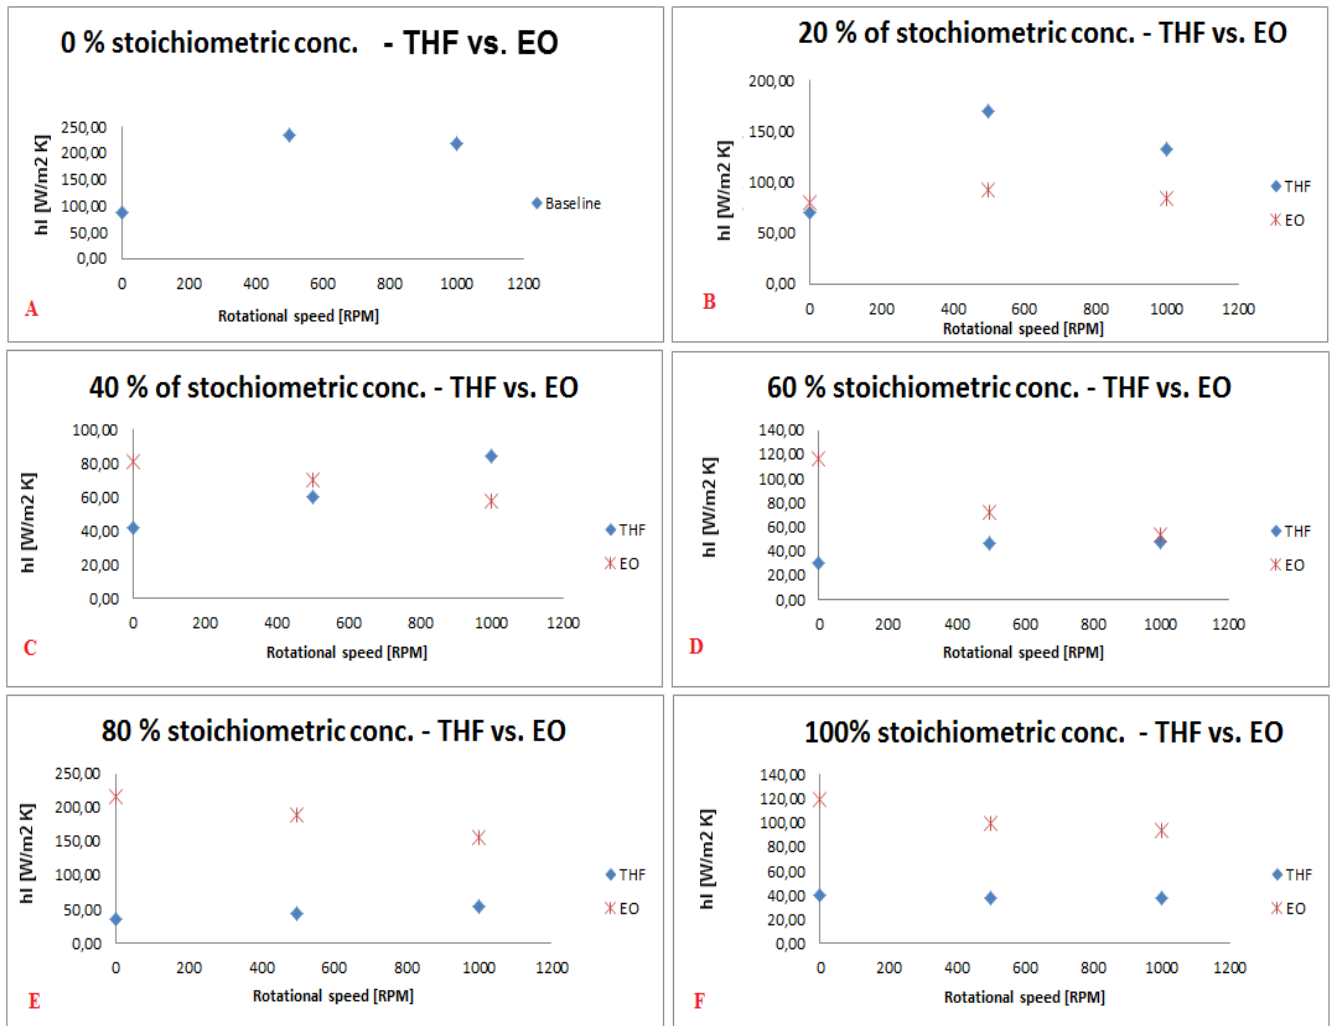 0 % stoichiometric conc. - THF vs. EO
250,00
200,00
150,00
100,00
50,00
0,00
hI [W/m2 K]
0 200 400 600 800 1000 1200
Rotational speed [RPM]
Baseline
A
20 % of stochiometric conc. - THF vs. EO
200,00
150,00
100,00
50,00
0,00
hI [W/m2 K]
0 200 400 600 800 1000 1200
Rotational speed [RPM]
THF
EO
B
40 % of stochiometric conc. - THF vs. EO
100,00
80,00
60,00
40,00
20,00
0,00
hI [W/m2 K]
0 200 400 600 800 1000 1200
Rotational speed [RPM]
THF
EO
C
60 % stoichiometric conc. - THF vs. EO
140,00
120,00
100,00
80,00
60,00
40,00
20,00
0,00
hI [W/m2 K]
0 200 400 600 800 1000 1200
Rotational speed [RPM]
THF
EO
D
80 % stoichiometric conc. - THF vs. EO
250,00
200,00
150,00
100,00
50,00
0,00
hI [W/m2 K]
0 200 400 600 800 1000 1200
Rotational speed [RPM]
THF
EO
E
100% stoichiometric conc. - THF vs. EO
140,00
120,00
100,00
80,00
60,00
40,00
20,00
0,00
hI [W/m2 K]
0 200 400 600 800 1000 1200
Rotational speed [RPM]
THF
EO
F